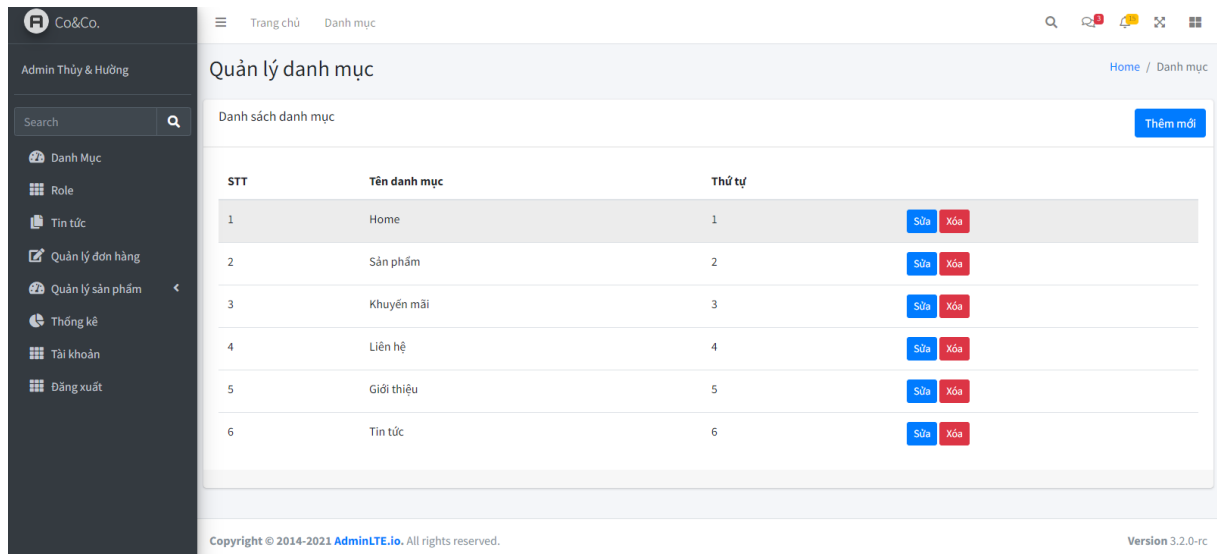 Co&Co.
Trang chủ Danh mục
3 15
Admin Thủy & Hường
Quản lý danh mục
Home / Danh mục
Search
Danh Mục
Role
Tin tức
Quản lý đơn hàng
Quản lý sản phẩm
Thống kê
Tài khoản
Đăng xuất
Danh sách danh mục
Thêm mới
STT Tên danh mục Thứ tự
1 Home 1 Sửa Xóa
2 Sản phẩm 2 Sửa Xóa
3 Khuyến mãi 3 Sửa Xóa
4 Liên hệ 4 Sửa Xóa
5 Giới thiệu 5 Sửa Xóa
6 Tin tức 6 Sửa Xóa
Copyright © 2014-2021 AdminLTE.io. All rights reserved.
Version 3.2.0-rc